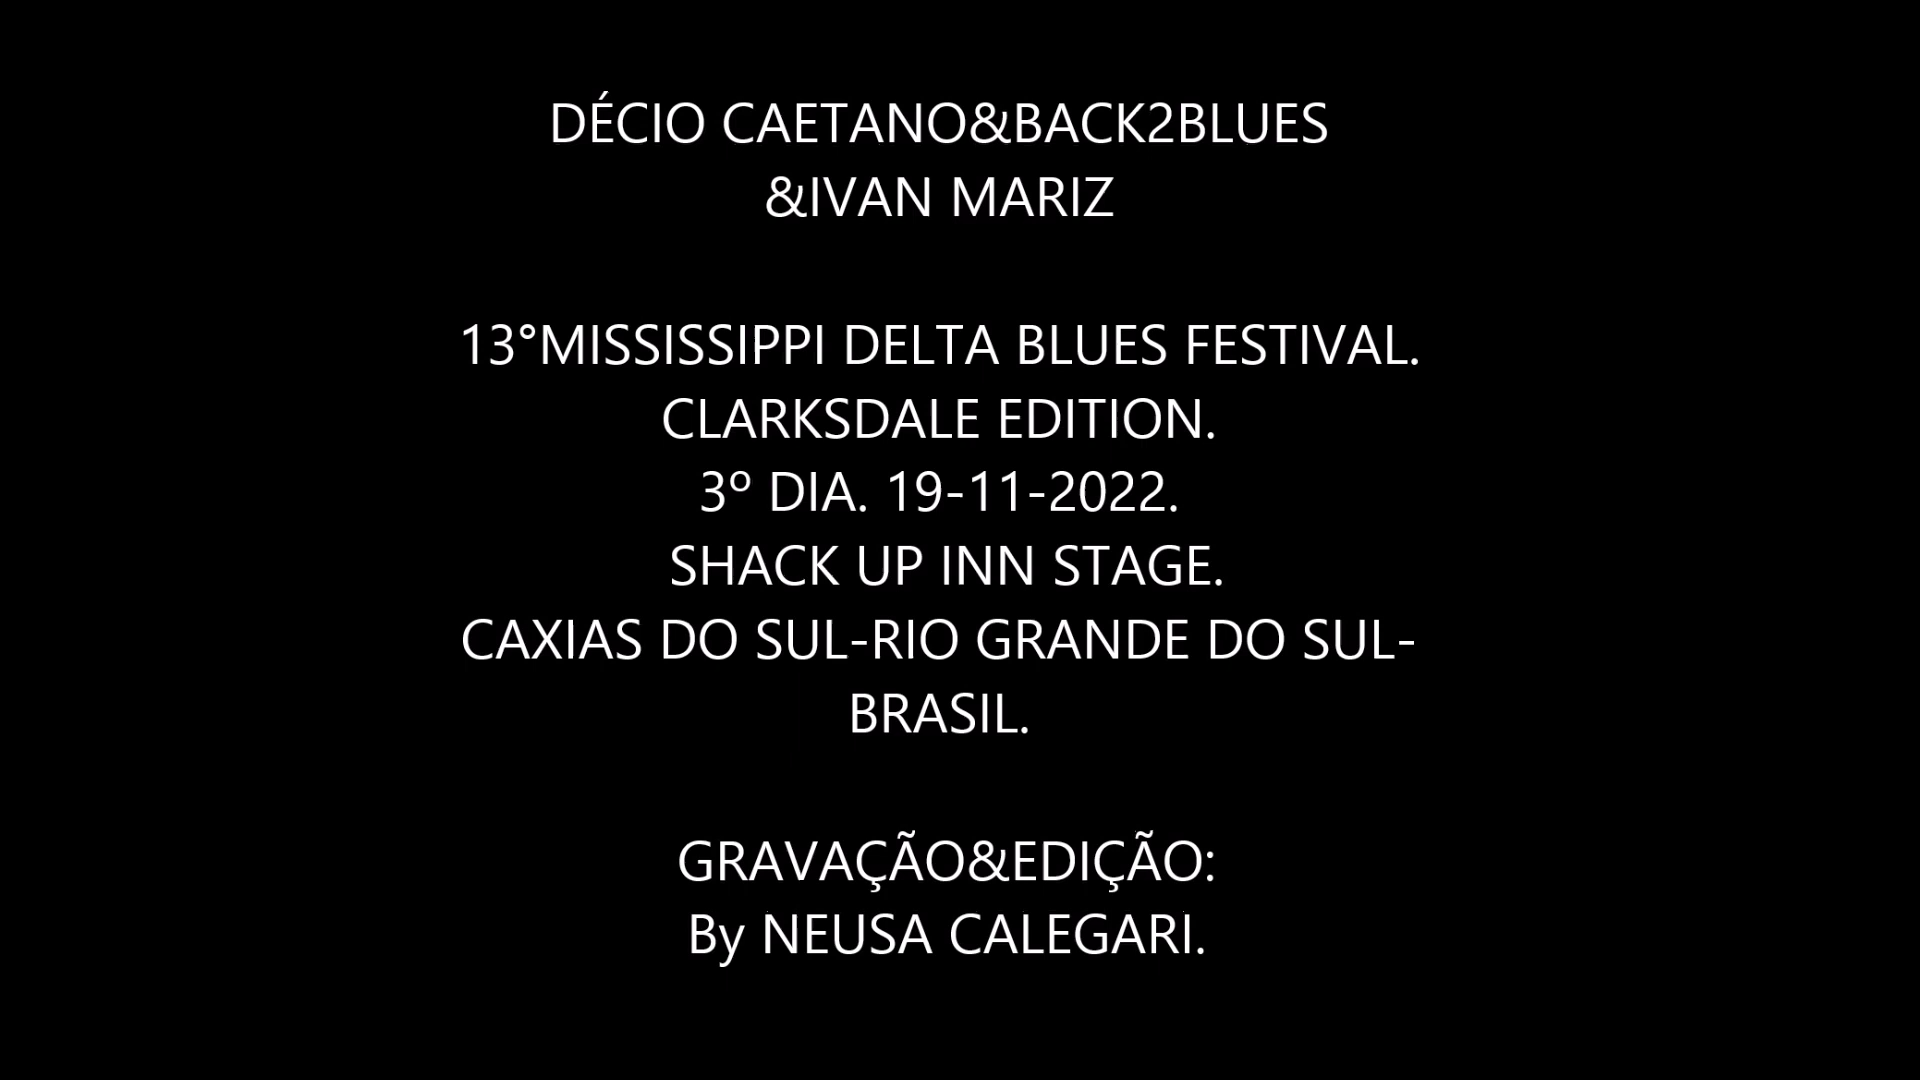 DÉCIO CAETANO&BACK2BLUES
&IVAN MARIZ
13°MISSISSIPPI DELTA BLUES FESTIVAL.
CLARKSDALE EDITION.
3º DIA. 19-11-2022.
SHACK UP INN STAGE.
CAXIAS DO SUL-RIO GRANDE DO SUL-
BRASIL.
GRAVAÇÃO&EDIÇÃO:
By NEUSA CALEGARI.